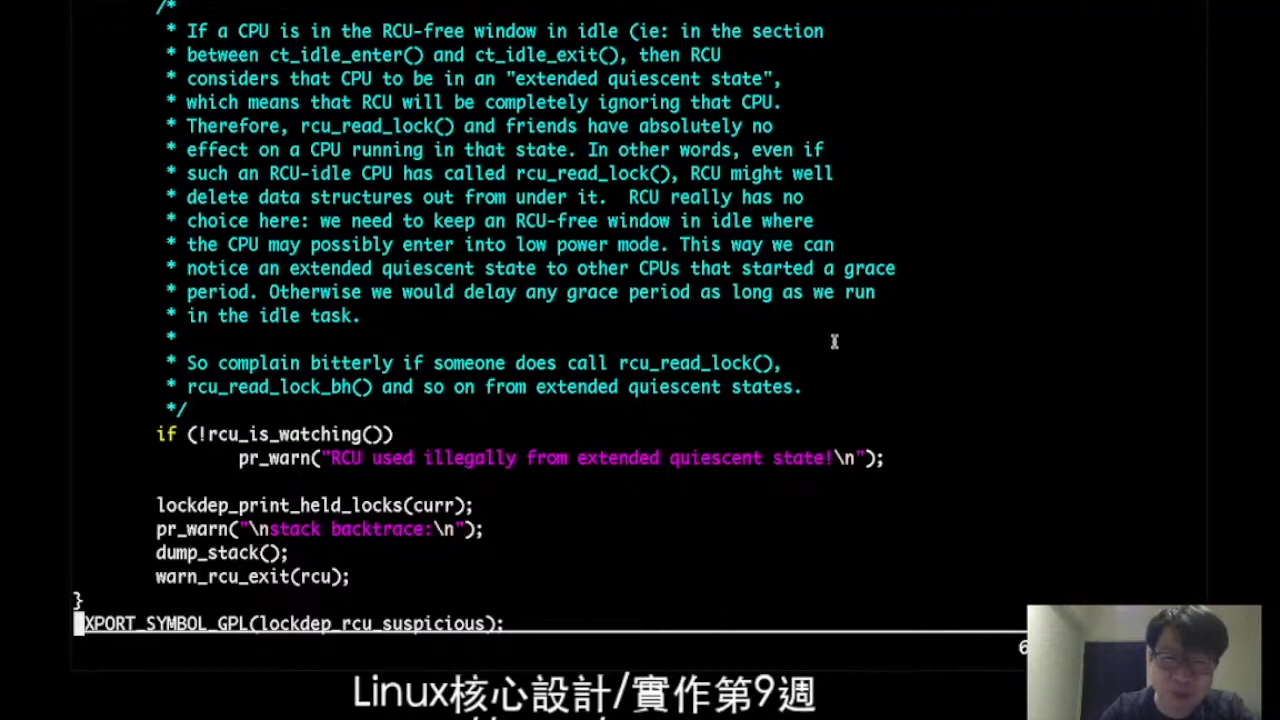 /*
* If a CPU is in the RCU-free window in idle (ie: in the section
* between ct_idle_enter() and ct_idle_exit(), then RCU
* considers that CPU to be in an "extended quiescent state",
* which means that RCU will be completely ignoring that CPU.
* Therefore, rcu_read_lock() and friends have absolutely no
* effect on a CPU running in that state. In other words, even if
* such an RCU-idle CPU has called rcu_read_lock(), RCU might well
* delete data structures out from under it.  RCU really has no
* choice here: we need to keep an RCU-free window in idle where
* the CPU may possibly enter into low power mode. This way we can
* notice an extended quiescent state to other CPUs that started a grace
* period. Otherwise we would delay any grace period as long as we run
* in the idle task.
*
* So complain bitterly if someone does call rcu_read_lock(),
* rcu_read_lock_bh() and so on from extended quiescent states.
*/
if (!rcu_is_watching())
pr_warn("RCU used illegally from extended quiescent state!\n");
lockdep_print_held_locks(curr);
pr_warn("\nstack backtrace:\n");
dump_stack();
warn_rcu_exit(rcu);
}
XPORT_SYMBOL_GPL(lockdep_rcu_suspicious);
Linux核心設計/實作第9週